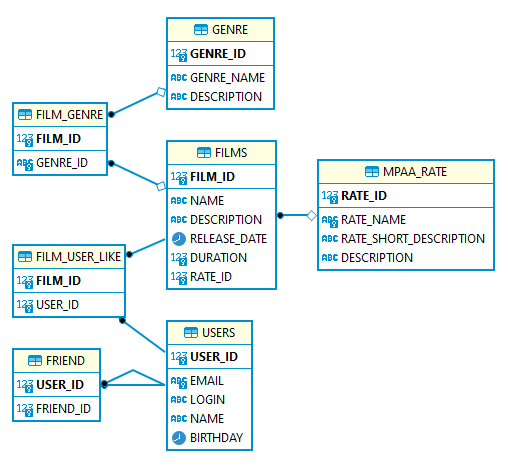 GENRE
123 GENRE_ID
ABC GENRE_NAME
ABC DESCRIPTION
FILM_GENRE
123 FILM_ID
ABC GENRE_ID
FILMS
123 FILM_ID
ABC NAME
ABC DESCRIPTION
RELEASE_DATE
123 DURATION
123 RATE_ID
MPAA_RATE
123 RATE_ID
ABC RATE_NAME
ABC RATE_SHORT_DESCRIPTION
ABC DESCRIPTION
FILM_USER_LIKE
123 FILM_ID
123 USER_ID
USERS
123 USER_ID
ABC EMAIL
ABC LOGIN
ABC NAME
BIRTHDAY
FRIEND
123 USER_ID
123 FRIEND_ID